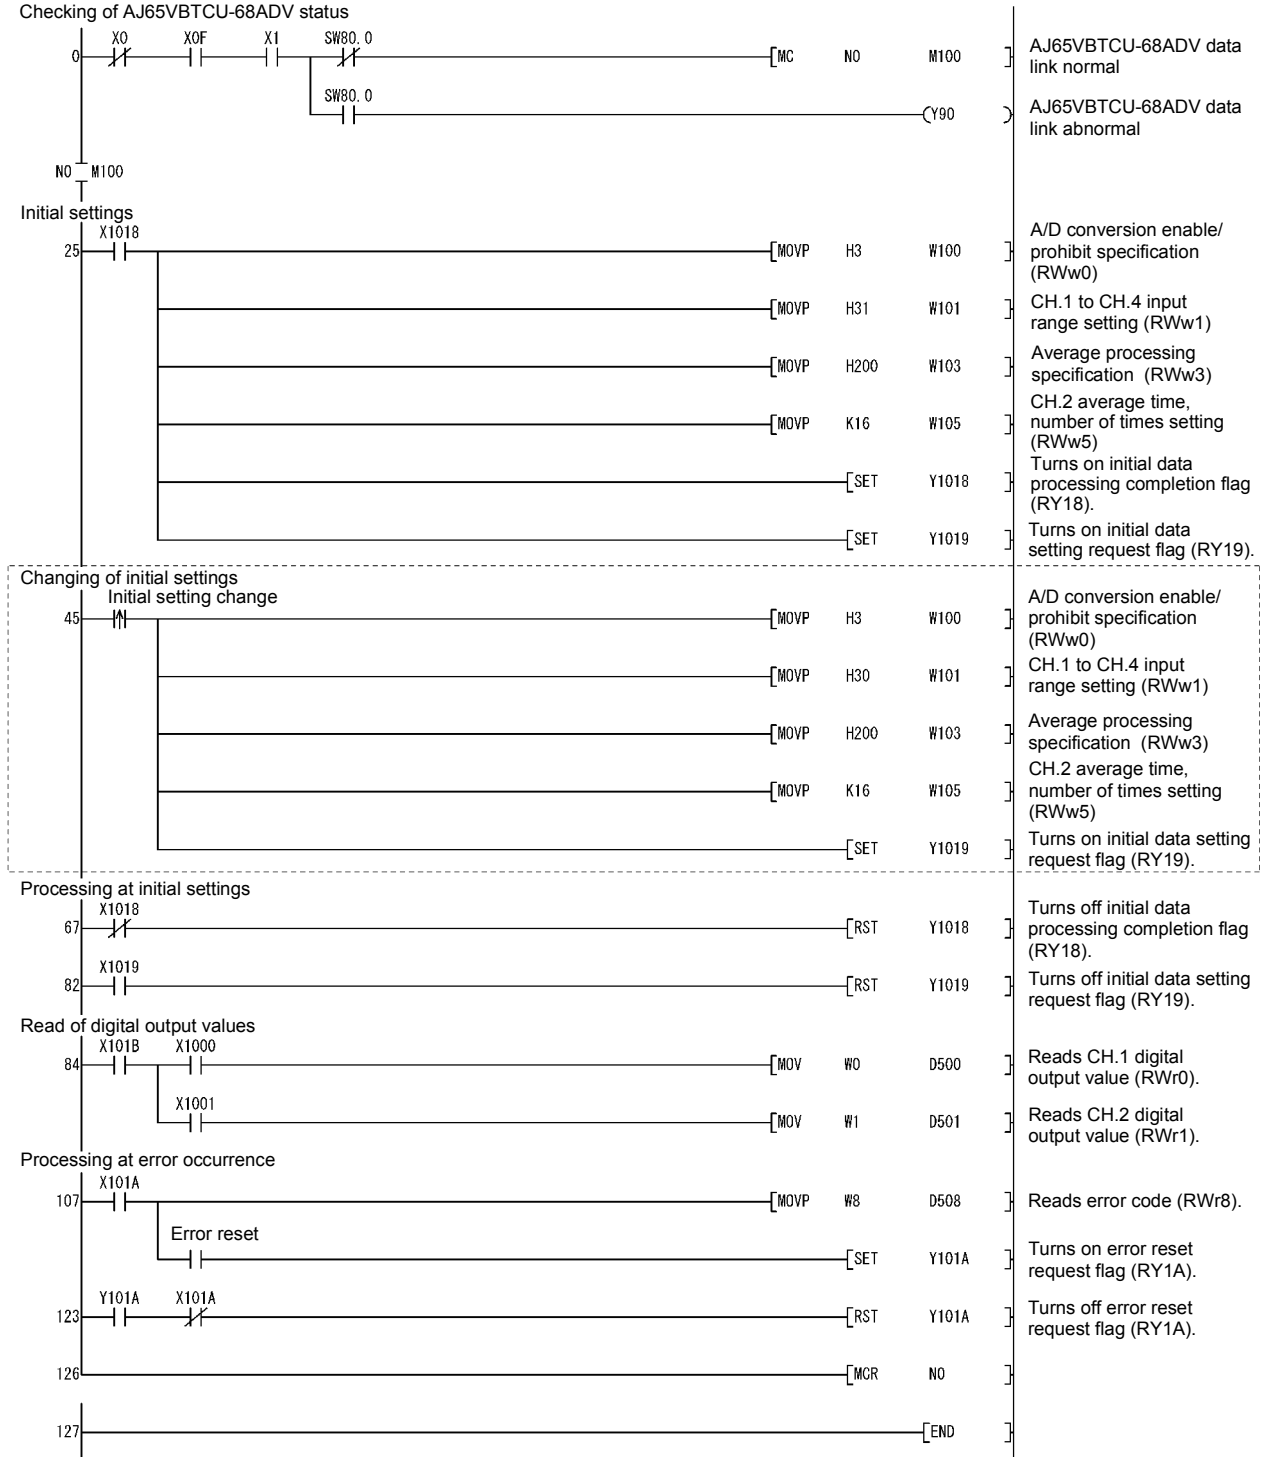 Checking of AJ65VBTCU-68ADV status
X0 X0F X1 SW80.0
0 MC N0 M100 AJ65VBTCU-68ADV data
link normal
SW80.0
Y90 AJ65VBTCU-68ADV data
link abnormal
N0 M100
Initial settings
X1018
25 MOVP H3 W100 A/D conversion enable/
prohibit specification
(RWw0)
MOVP H31 W101 CH.1 to CH.4 input
range setting (RWw1)
MOVP H200 W103 Average processing
specification (RWw3)
MOVP K16 W105 CH.2 average time,
number of times setting
(RWw5)
SET Y1018 Turns on initial data
processing completion flag
(RY18).
SET Y1019 Turns on initial data
setting request flag (RY19).
Changing of initial settings
Initial setting change
45 MOVP H3 W100 A/D conversion enable/
prohibit specification
(RWw0)
MOVP H30 W101 CH.1 to CH.4 input
range setting (RWw1)
MOVP H200 W103 Average processing
specification (RWw3)
MOVP K16 W105 CH.2 average time,
number of times setting
(RWw5)
SET Y1019 Turns on initial data setting
request flag (RY19).
Processing at initial settings
X1018
67 RST Y1018 Turns off initial data
processing completion flag
(RY18).
X1019
82 RST Y1019 Turns off initial data setting
request flag (RY19).
Read of digital output values
X101B X1000
84 MOV W0 D500 Reads CH.1 digital
output value (RWr0).
X1001
MOV W1 D501 Reads CH.2 digital
output value (RWr1).
Processing at error occurrence
X101A
107 MOVP W8 D508 Reads error code (RWr8).
Error reset
SET Y101A Turns on error reset
request flag (RY1A).
Y101A X101A
123 RST Y101A Turns off error reset
request flag (RY1A).
126 MCR N0
127 END